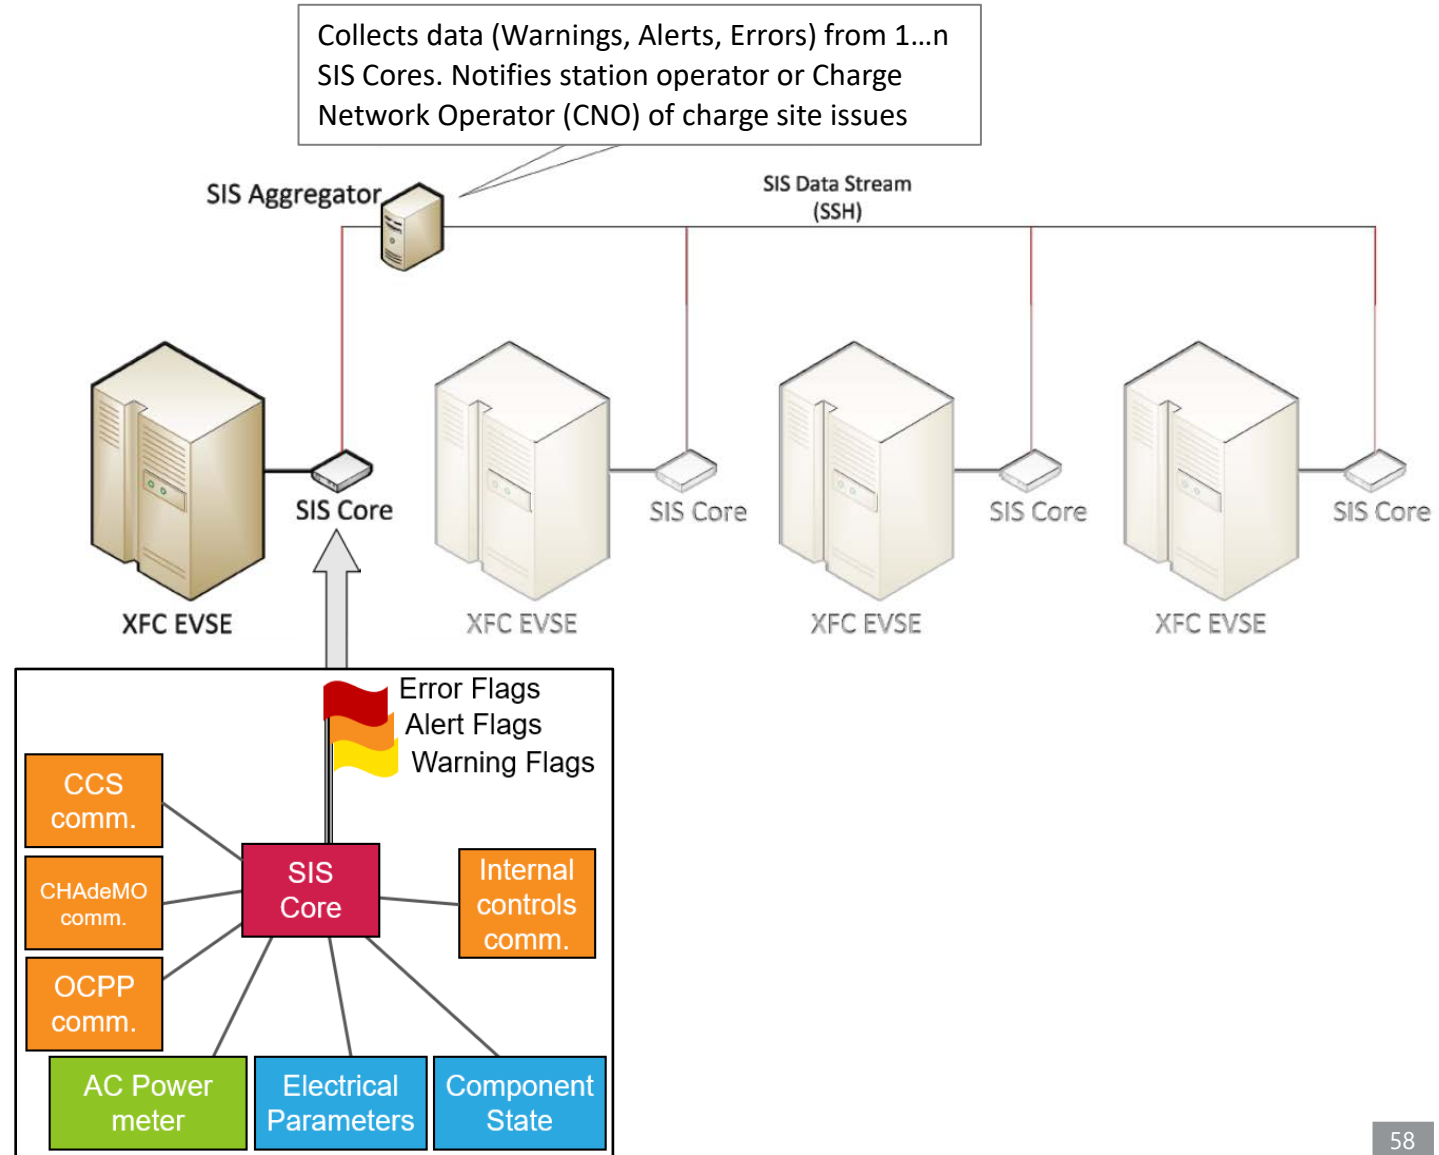 Collects data (Warnings, Alerts, Errors) from 1...n
SIS Cores. Notifies station operator or Charge
Network Operator (CNO) of charge site issues
SIS Aggregator
SIS Data Stream
(SSH)
SIS Core
SIS Core
SIS Core
SIS Core
XFC EVSE
XFC EVSE
XFC EVSE
XFC EVSE
Error Flags
Alert Flags
Warning Flags
CCS
comm.
CHAdeMO
comm.
OCPP
comm.
SIS
Core
Internal
controls
comm.
AC Power
meter
Electrical
Parameters
Component
State
58